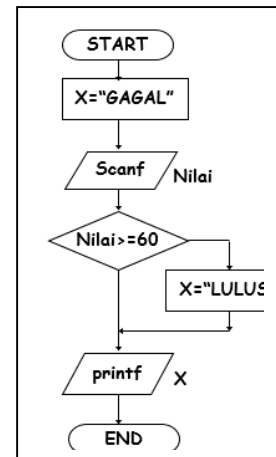 START
X="GAGAL"
Scanf
Nilai
Nilai>=60
X="LULUS
printf
X
END